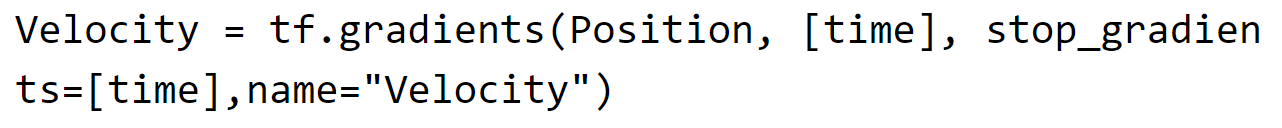 Velocity = tf.gradients(Position, [time], stop_gradien
ts=[time],name="Velocity")